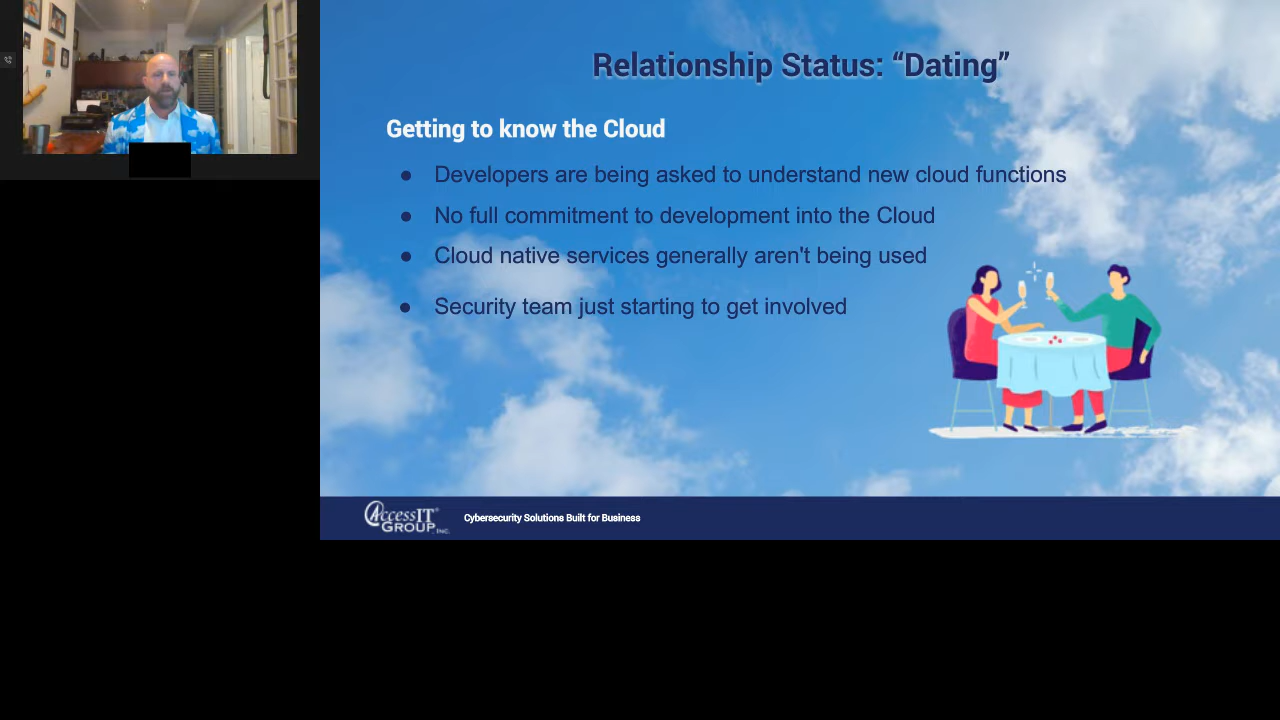 Relationship Status: “Dating”
Getting to know the Cloud
● Developers are being asked to understand new cloud functions
● No full commitment to development into the Cloud
● Cloud native services generally aren't being used
● Security team just starting to get involved
AccessIT
GROUP, INC.
Cybersecurity Solutions Built for Business